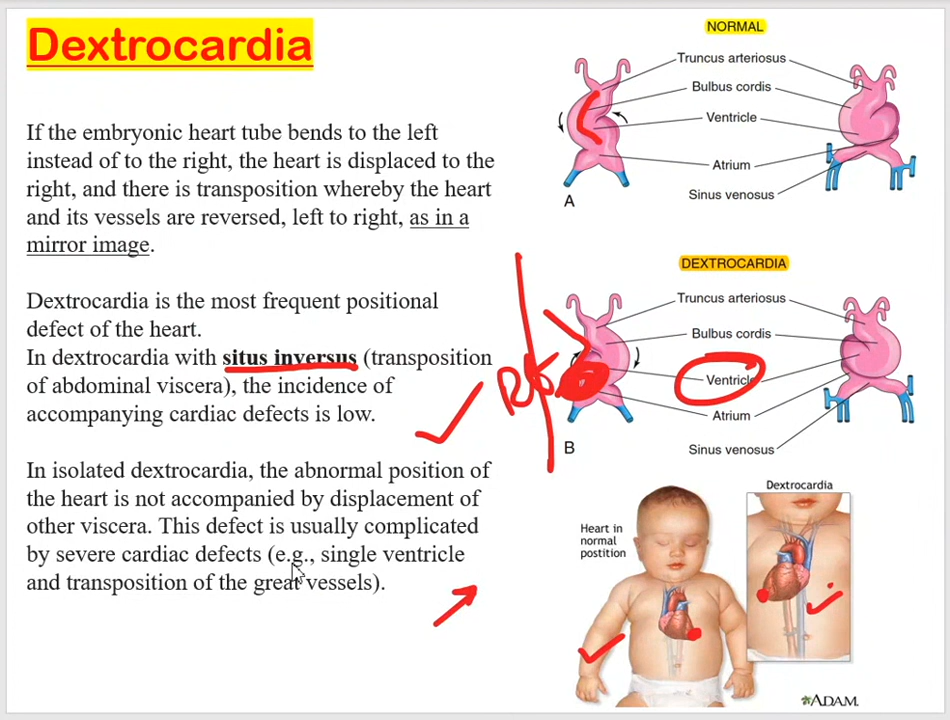 Dextrocardia
If the embryonic heart tube bends to the left
instead of to the right, the heart is displaced to the
right, and there is transposition whereby the heart
and its vessels are reversed, left to right, as in a
mirror image.
Dextrocardia is the most frequent positional
defect of the heart.
In dextrocardia with situs inversus (transposition
of abdominal viscera), the incidence of
accompanying cardiac defects is low.
In isolated dextrocardia, the abnormal position of
the heart is not accompanied by displacement of
other viscera. This defect is usually complicated
by severe cardiac defects (e.g., single ventricle
and transposition of the great vessels).
NORMAL
Truncus arteriosus
Bulbus cordis
Ventricle
Atrium
Sinus venosus
A
DEXTROCARDIA
Truncus arteriosus
Bulbus cordis
Ventricle
Atrium
Sinus venosus
B
Heart in
normal
postition
Dextrocardia
ADAM.